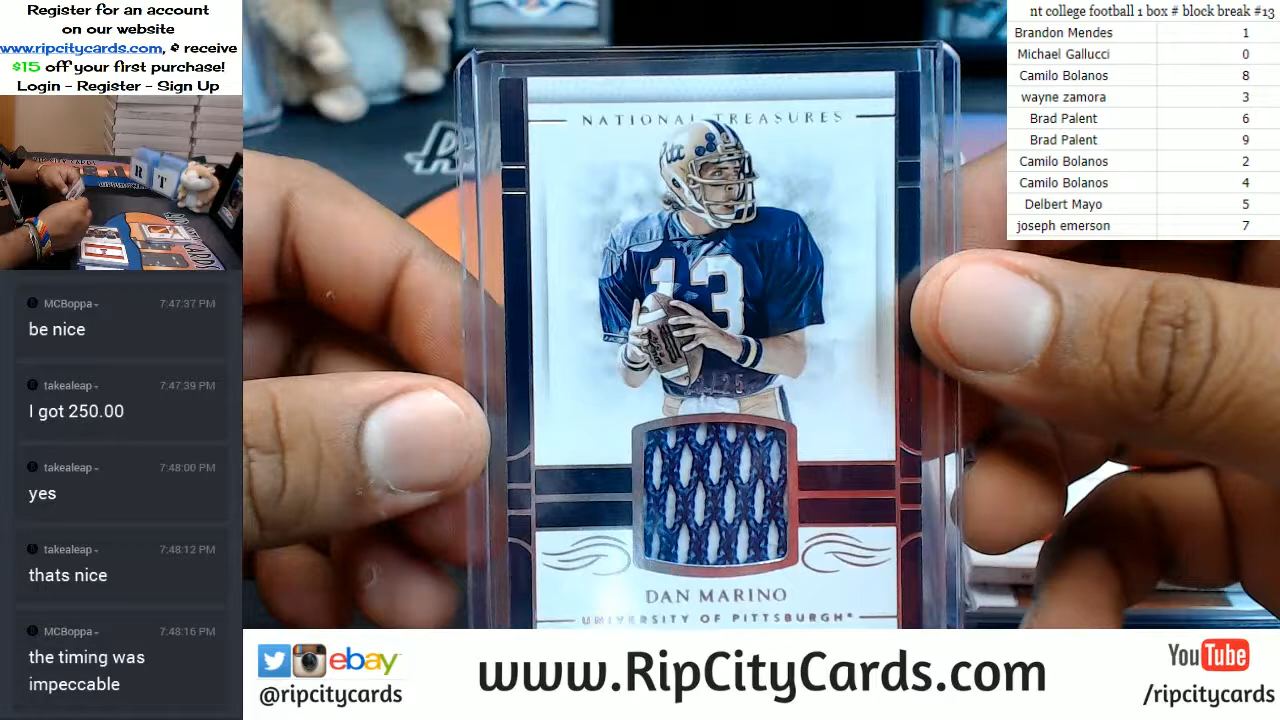 Register for an account
on our website
www.ripcitycards.com, & receive
$15 off your first purchase!
Login - Register - Sign Up
MCBoppa
7:47:37 PM
be nice
takealeap
7:47:39 PM
I got 250.00
takealeap
7:48:00 PM
yes
takealeap
7:48:12 PM
thats nice
MCBoppa
7:48:16 PM
the timing was
impeccable
NATIONAL TREASURES
Pitt
13
DAN MARINO
UNIVERSITY OF PITTSBURGH
nt college football 1 box # block break #13
Brandon Mendes 1
Michael Gallucci 0
Camilo Bolanos 8
wayne zamora 3
Brad Palent 6
Brad Palent 9
Camilo Bolanos 2
Camilo Bolanos 4
Delbert Mayo 5
joseph emerson 7
R T
ebay
@ripcitycards
www.RipCityCards.com
YouTube
/ripcitycards